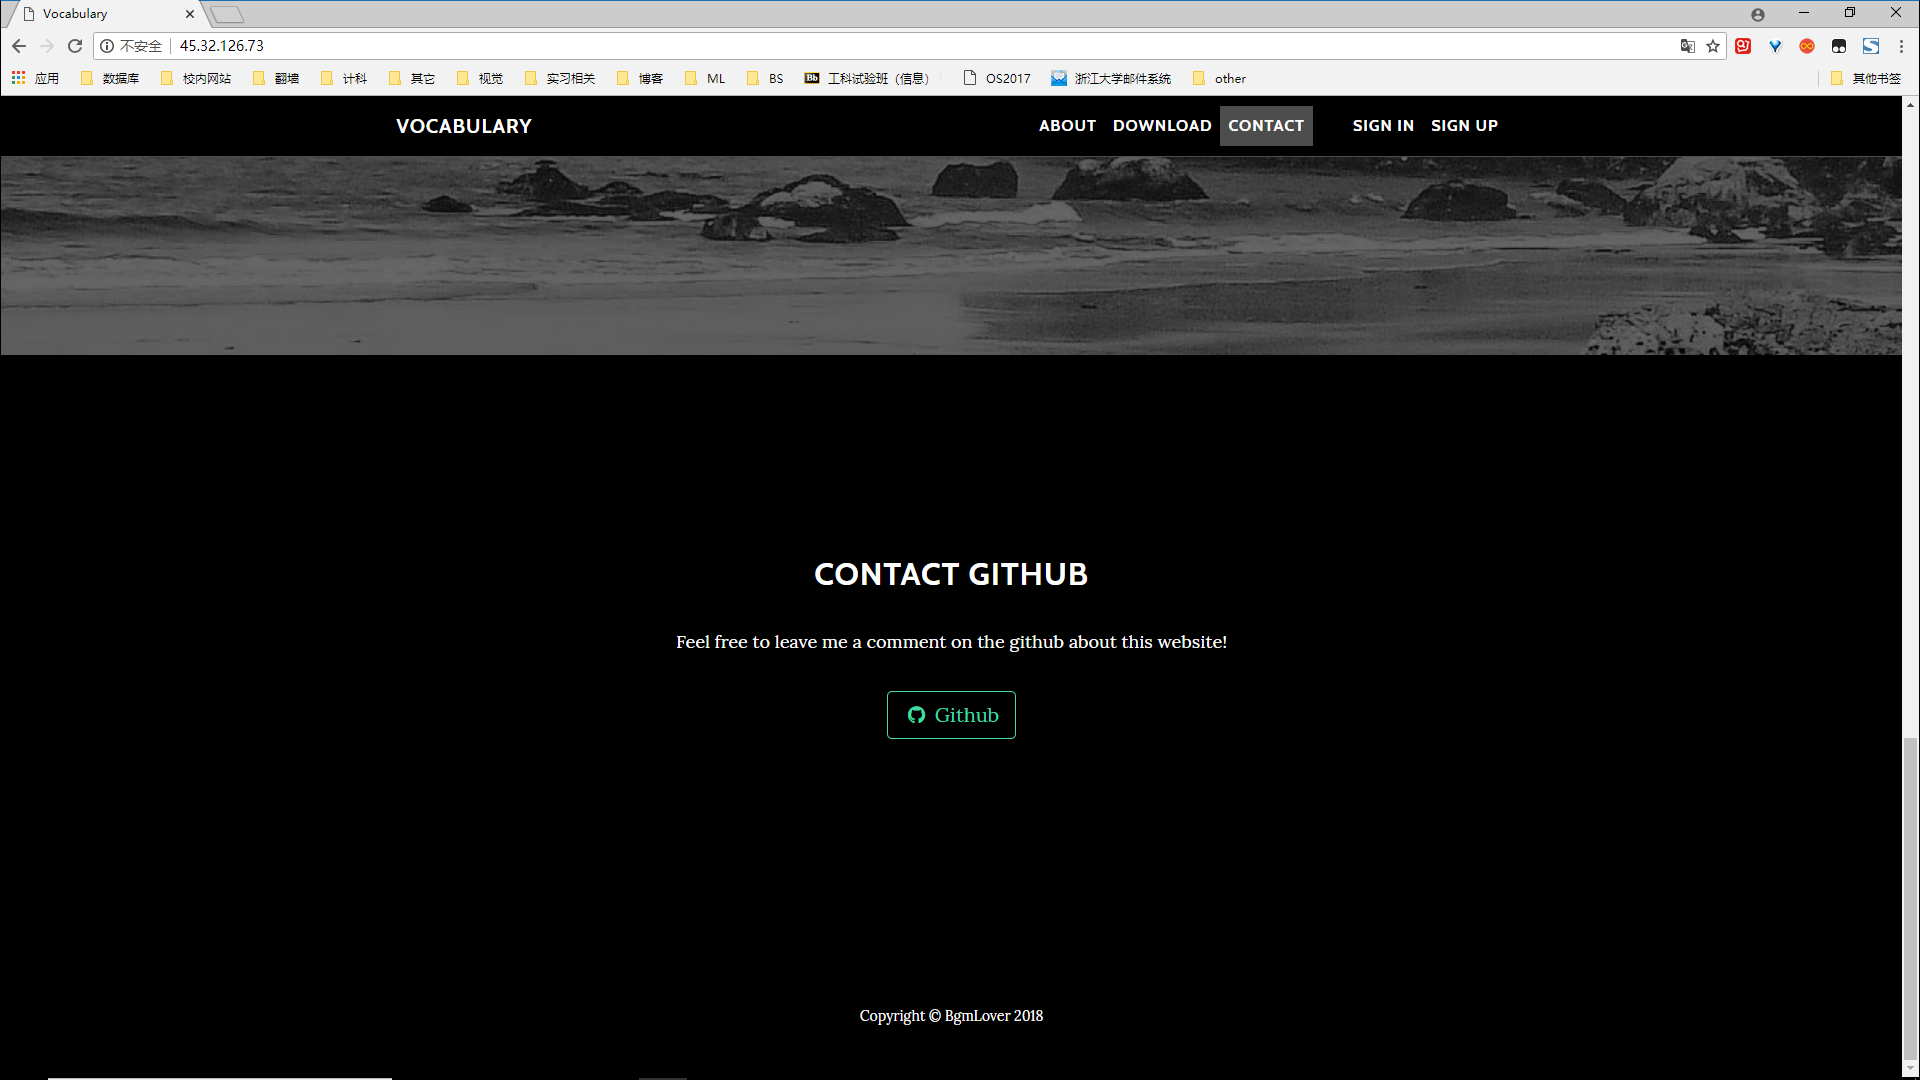 Vocabulary
不安全 45.32.126.73
应用 数据库 校内网站 翻墙 计科 其它 视觉 实习相关 博客 ML BS Bb 工科试验班（信息） OS2017 浙江大学邮件系统 other 其他书签
VOCABULARY ABOUT DOWNLOAD CONTACT SIGN IN SIGN UP
CONTACT GITHUB
Feel free to leave me a comment on the github about this website!
Github
Copyright © BgmLover 2018